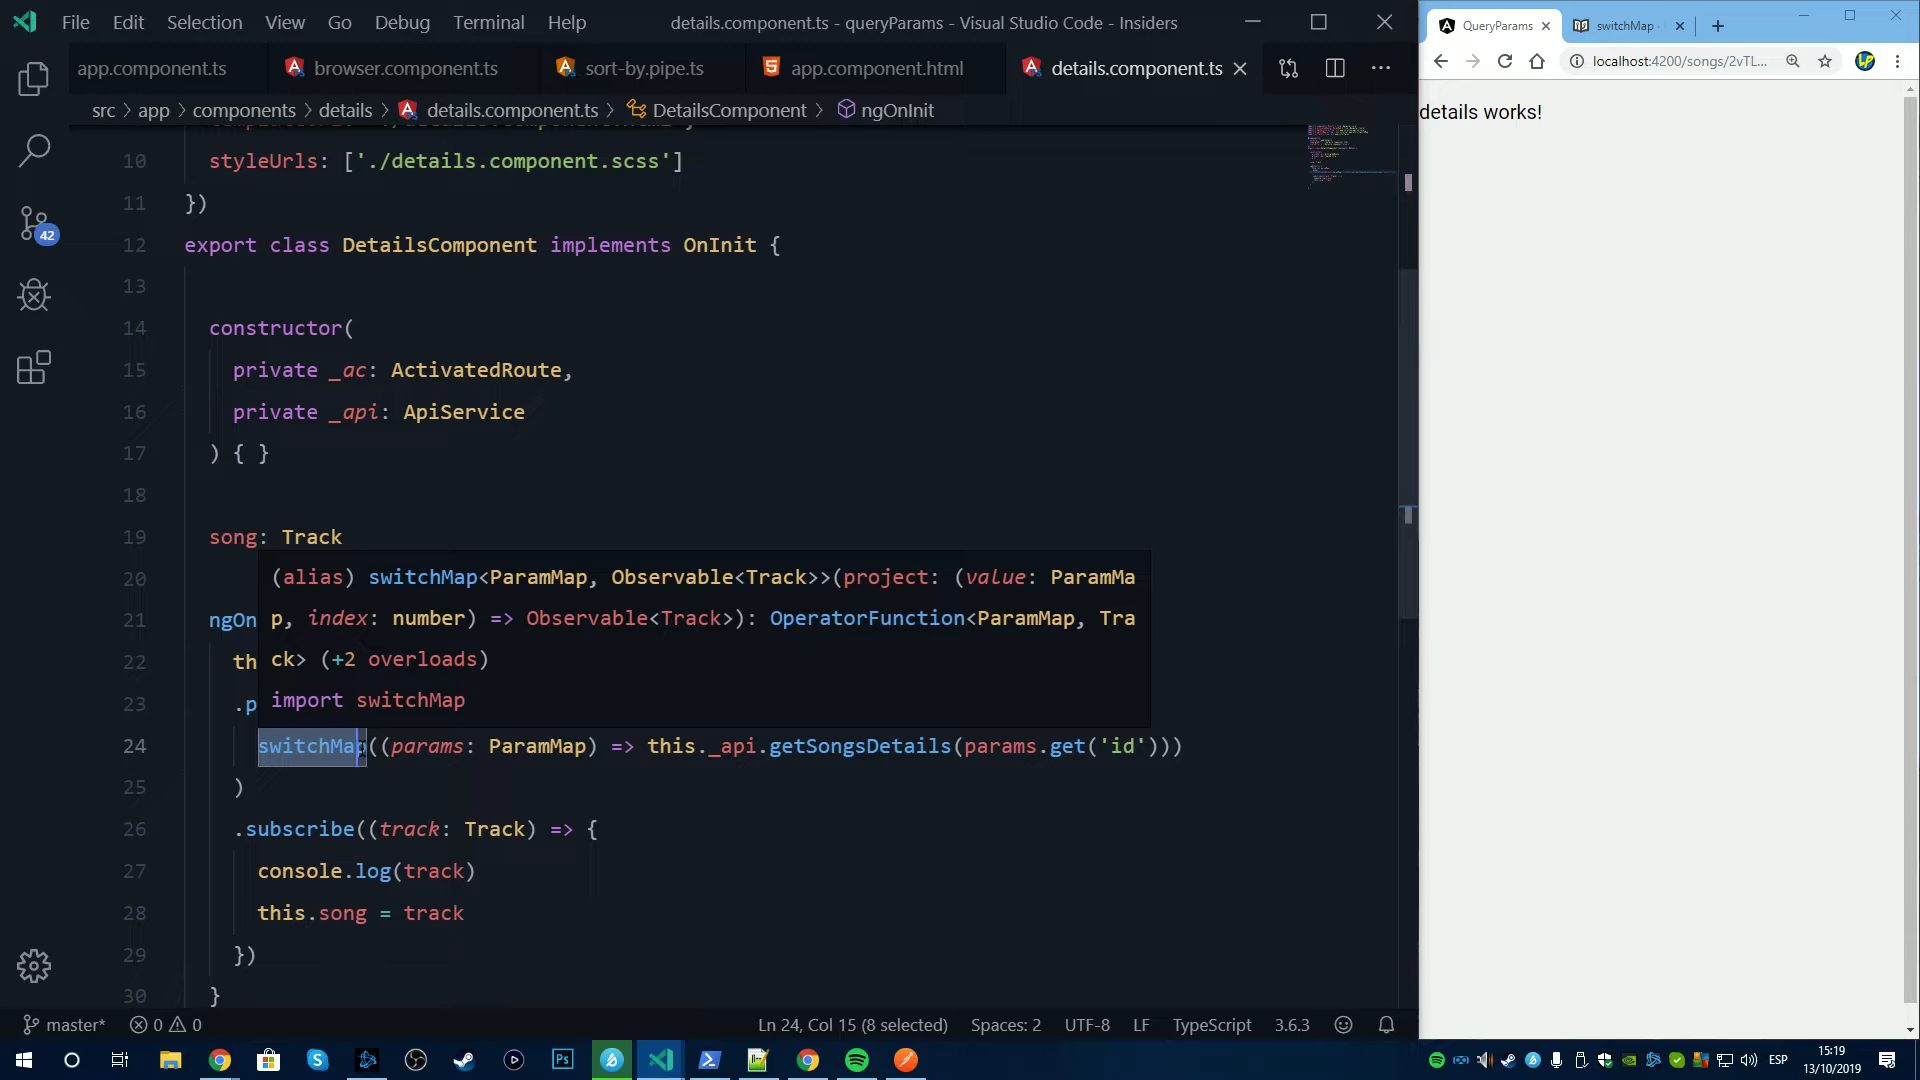 File Edit Selection View Go Debug Terminal Help details.component.ts - queryParams - Visual Studio Code - Insiders
app.component.ts browser.component.ts sort-by.pipe.ts app.component.html details.component.ts
src > app > components > details > details.component.ts > DetailsComponent > ngOnInit
10 styleUrls: ['./details.component.scss']
11 })
12 export class DetailsComponent implements OnInit {
13
14 constructor(
15 private _ac: ActivatedRoute,
16 private _api: ApiService
17 ) { }
18
19 song: Track
20
(alias) switchMap<ParamMap, Observable<Track>>(project: (value: ParamMa
21 ngOn
p, index: number) => Observable<Track>): OperatorFunction<ParamMap, Tra
22 th
ck> (+2 overloads)
23 .p
import switchMap
24 switchMap((params: ParamMap) => this._api.getSongsDetails(params.get('id')))
25 )
26 .subscribe((track: Track) => {
27 console.log(track)
28 this.song = track
29 })
30 }
42
master* 0 0 Ln 24, Col 15 (8 selected) Spaces: 2 UTF-8 LF TypeScript 3.6.3
QueryParams switchMap
localhost:4200/songs/2vTL...
details works!
Ps
ESP
15:19
13/10/2019